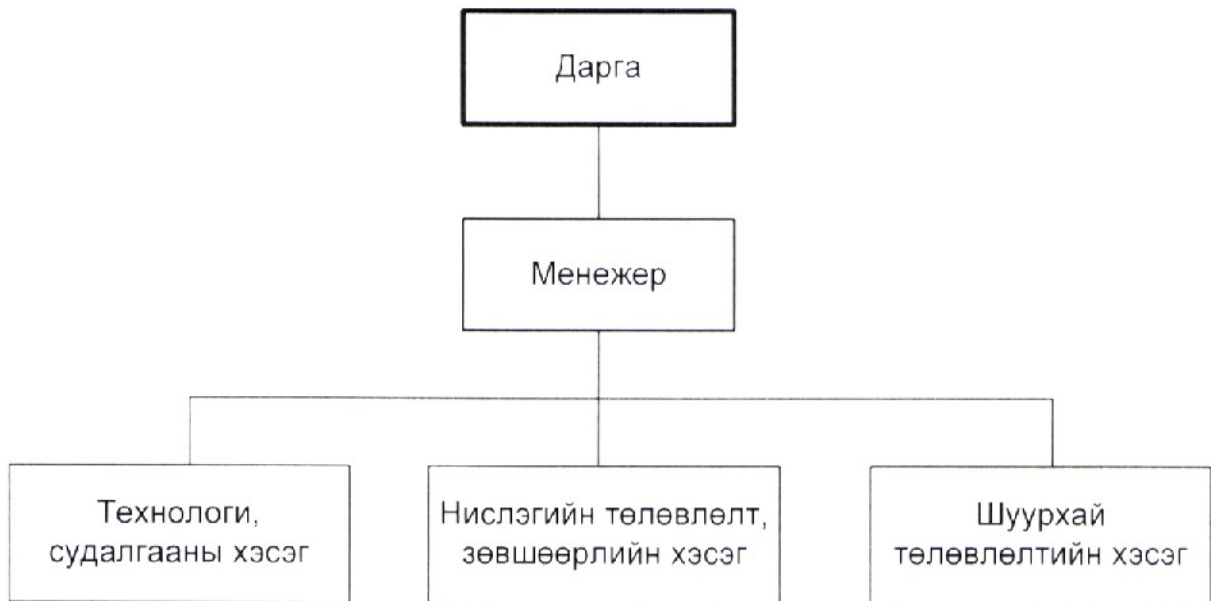 Дарга
Менежер
Технологи,
судалгааны хэсэг
Нислэгийн төлөвлөлт,
зөвшөөрлийн хэсэг
Шуурхай
төлөвлөлтийн хэсэг